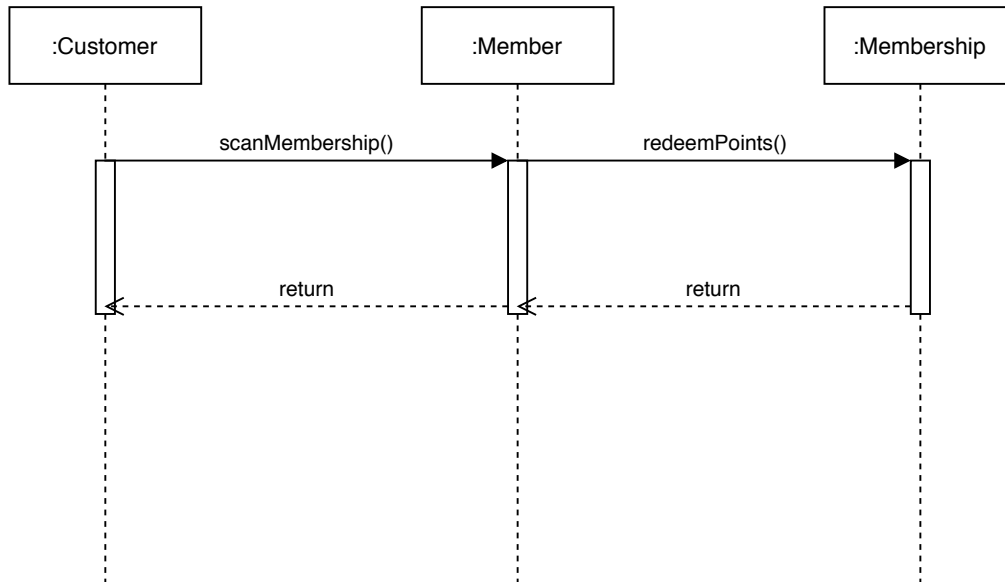 :Customer
:Member
:Membership
scanMembership()
redeemPoints()
return
return